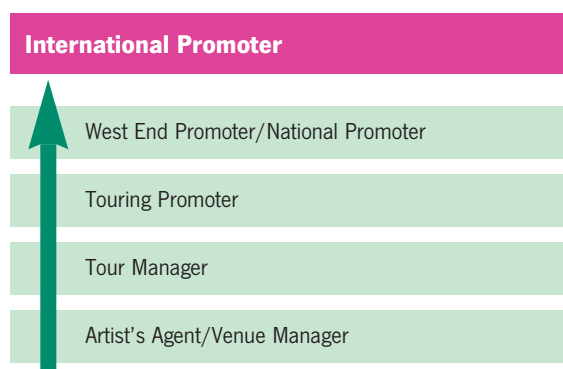 International Promoter
West End Promoter/National Promoter
Touring Promoter
Tour Manager
Artist’s Agent/Venue Manager